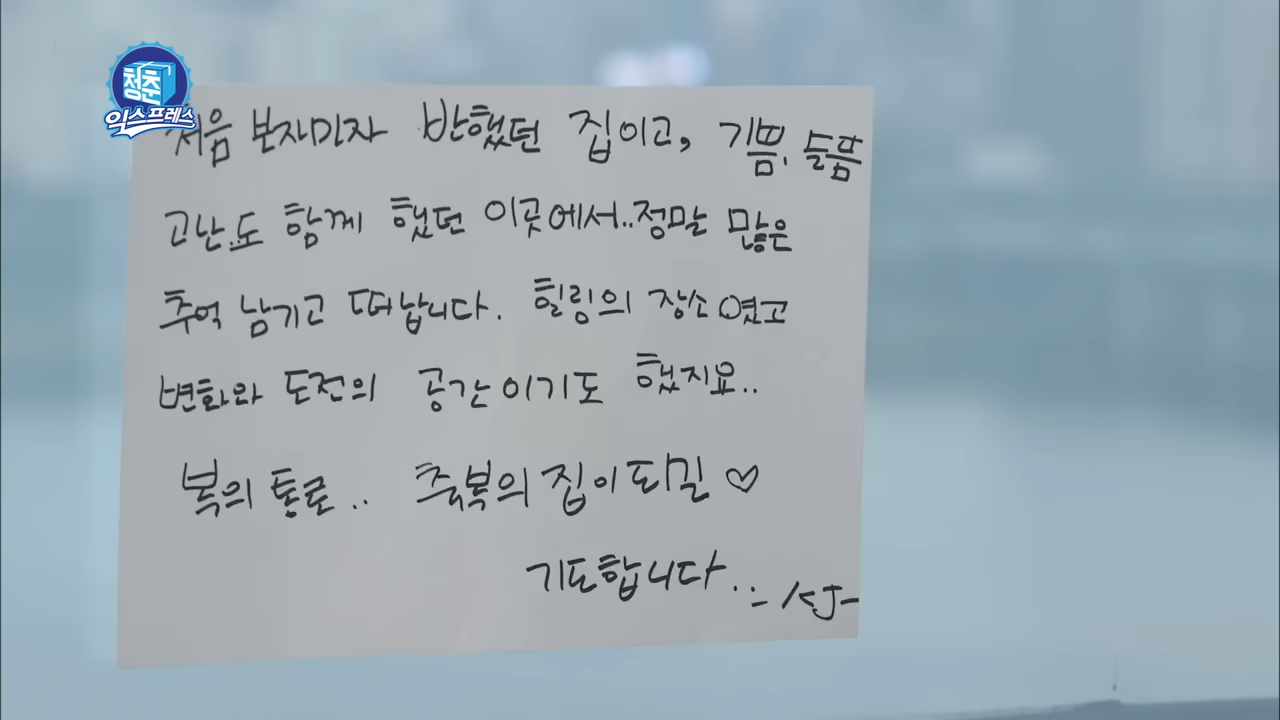 청춘
익스프레스
처음 본자마자 반했던 집이고, 기쁨, 슬픔
고난..도 함께 했던 이곳에서..정말 많은
추억 남기고 떠납니다. 힐링의 장소였고
변화와 도전의 공간이기도 했지요..
복의 통로.. 축복의 집이 되길 ♡
기도합니다..